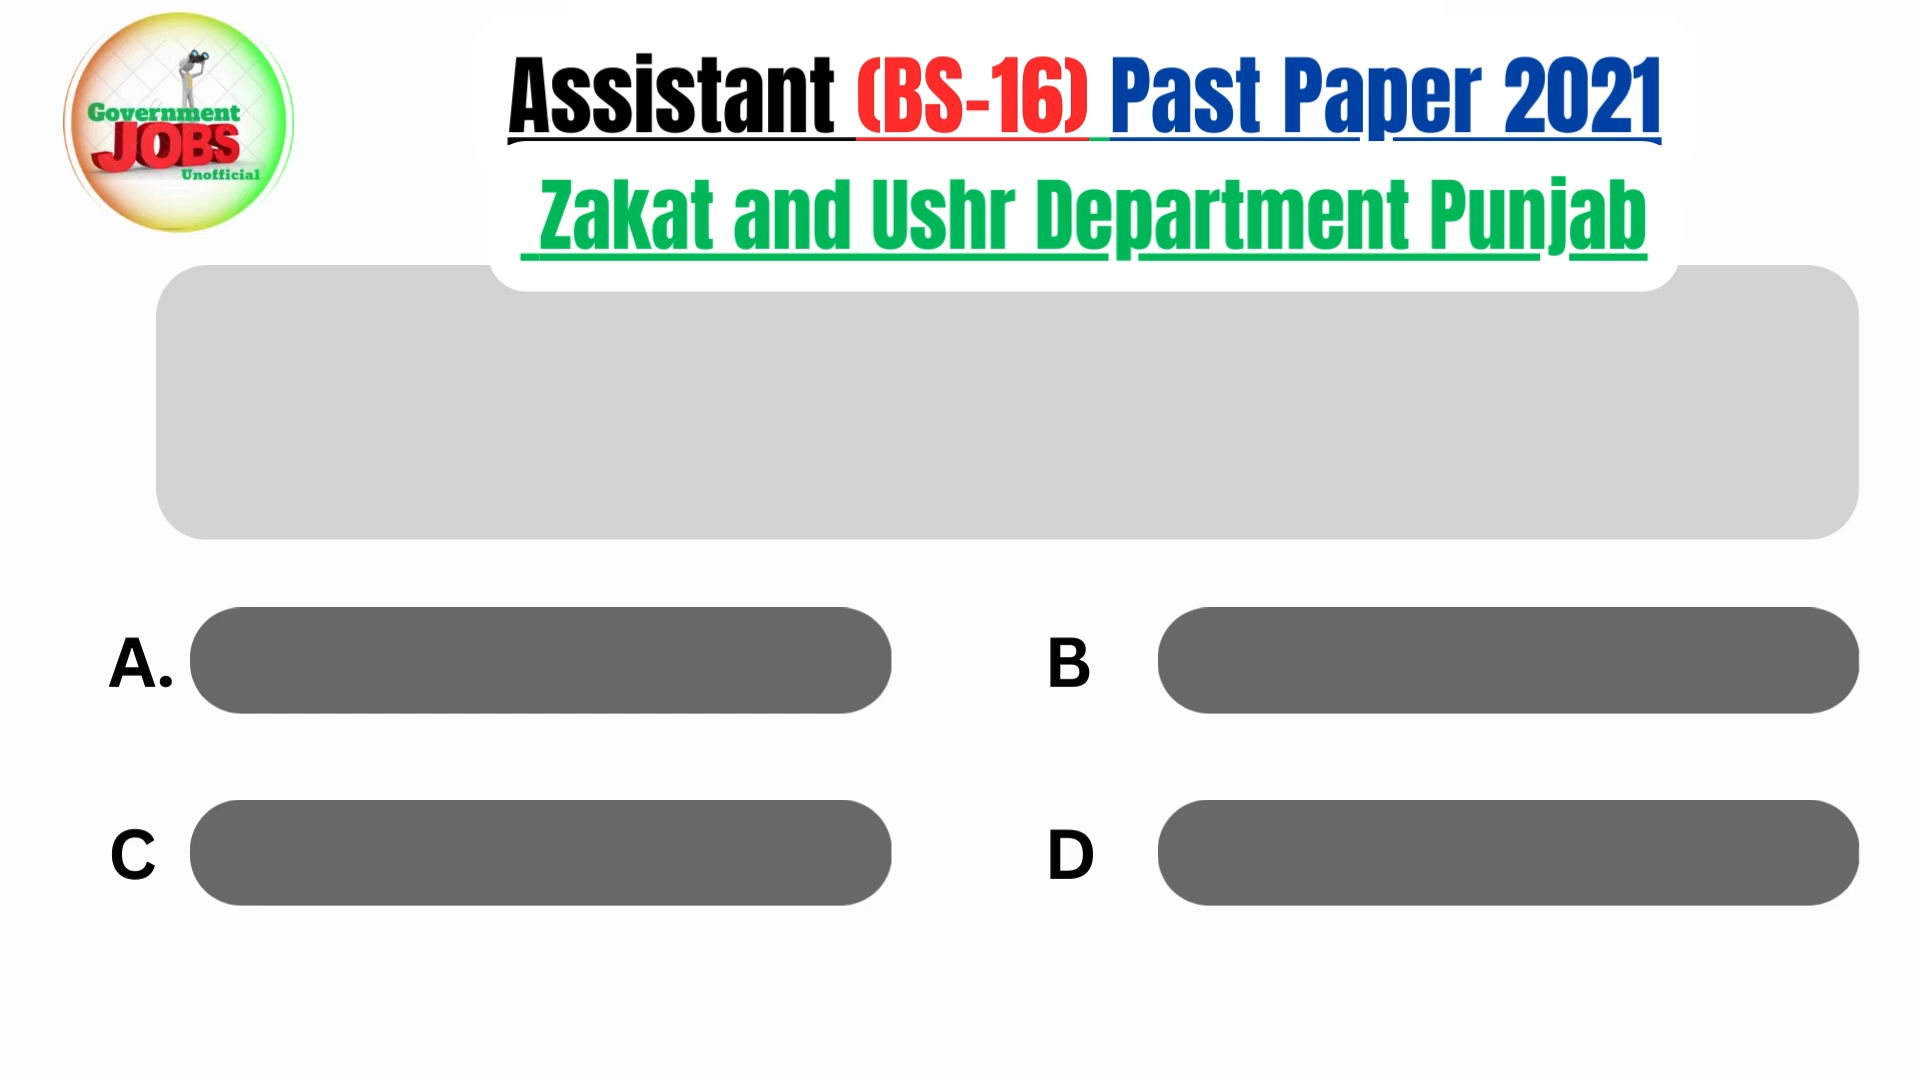 Government
JOBS
Unofficial
Assistant (BS-16) Past Paper 2021
Zakat and Ushr Department Punjab
A.
B
C
D